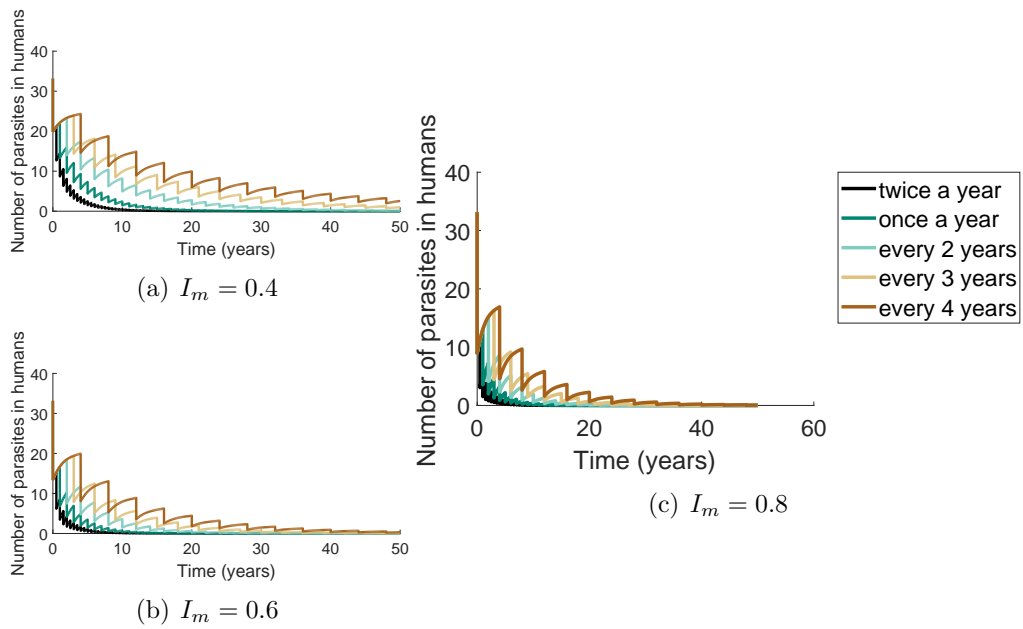 Number of parasites in humans
40
30
20
10
0
0 10 20 30 40 50
Time (years)
(a) I_m = 0.4
Number of parasites in humans
40
30
20
10
0
0 10 20 30 40 50
Time (years)
(b) I_m = 0.6
Number of parasites in humans
40
30
20
10
0
0 20 40 60
Time (years)
(c) I_m = 0.8
twice a year
once a year
every 2 years
every 3 years
every 4 years